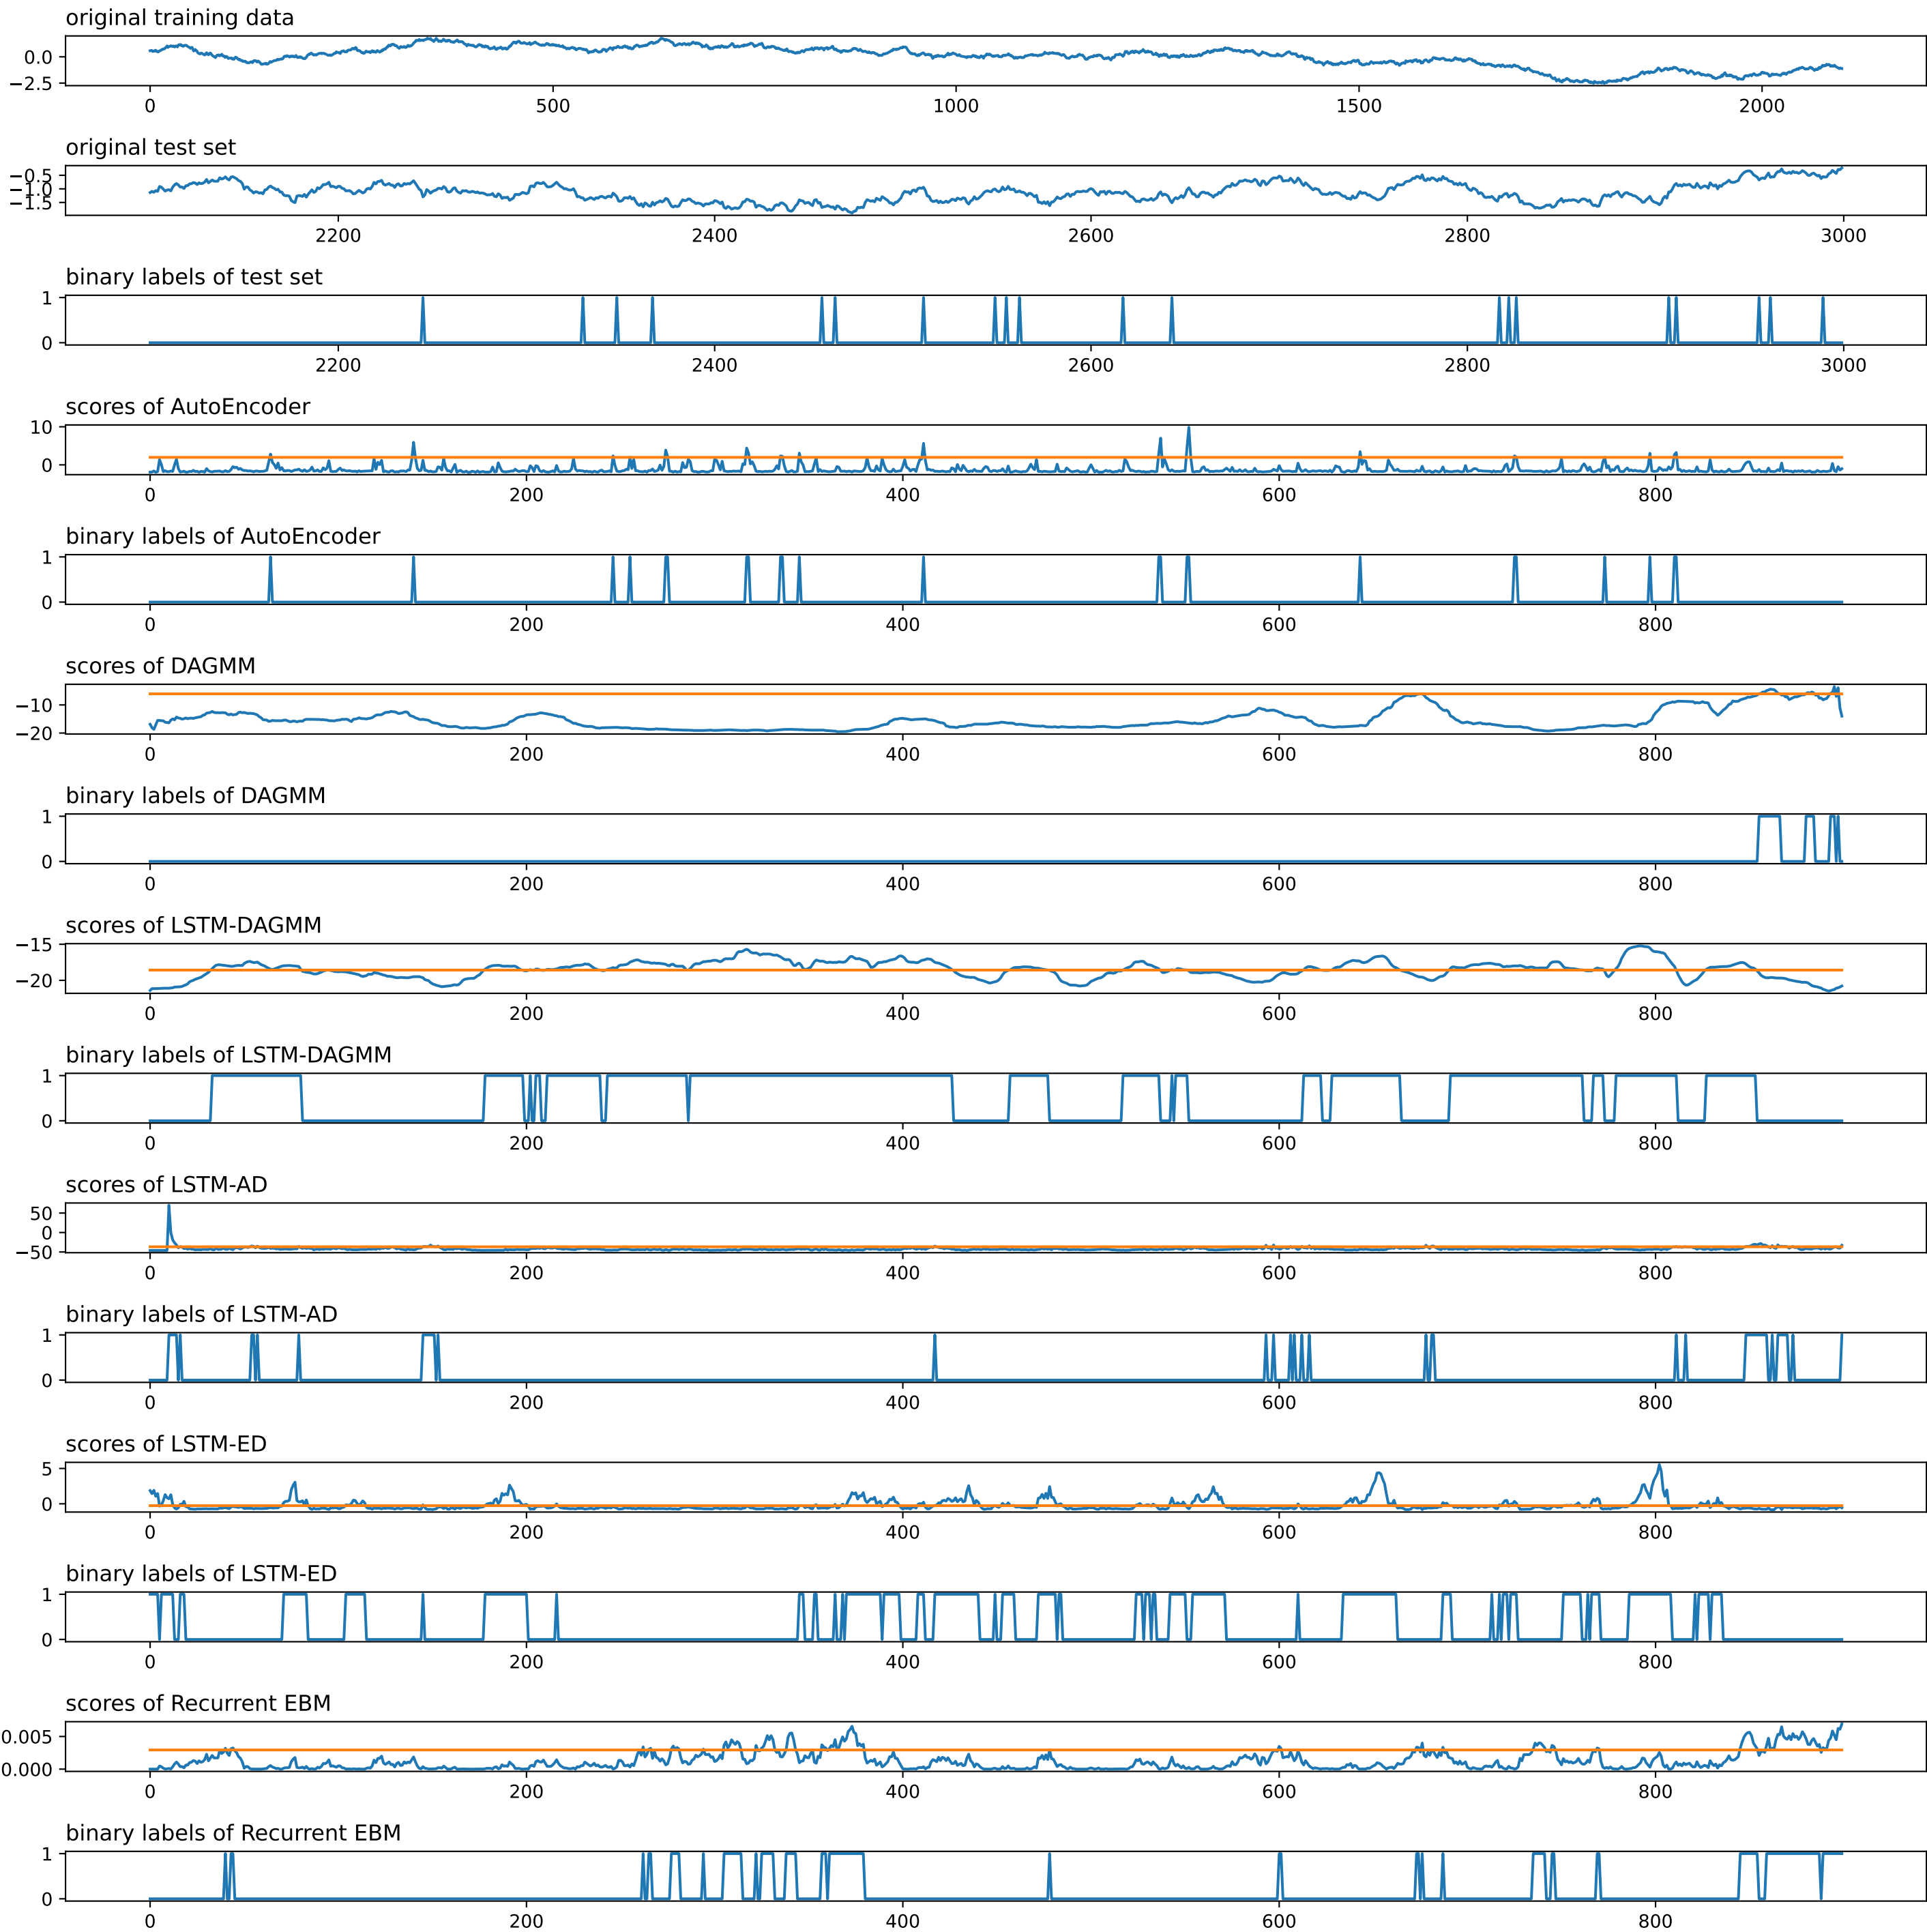 original training data
0.0
−2.5
0 500 1000 1500 2000
original test set
−0.5
−1.0
−1.5
2200 2400 2600 2800 3000
binary labels of test set
1
0
2200 2400 2600 2800 3000
scores of AutoEncoder
10
0
0 200 400 600 800
binary labels of AutoEncoder
1
0
0 200 400 600 800
scores of DAGMM
−10
−20
0 200 400 600 800
binary labels of DAGMM
1
0
0 200 400 600 800
scores of LSTM-DAGMM
−15
−20
0 200 400 600 800
binary labels of LSTM-DAGMM
1
0
0 200 400 600 800
scores of LSTM-AD
50
0
−50
0 200 400 600 800
binary labels of LSTM-AD
1
0
0 200 400 600 800
scores of LSTM-ED
5
0
0 200 400 600 800
binary labels of LSTM-ED
1
0
0 200 400 600 800
scores of Recurrent EBM
0.005
0.000
0 200 400 600 800
binary labels of Recurrent EBM
1
0
0 200 400 600 800